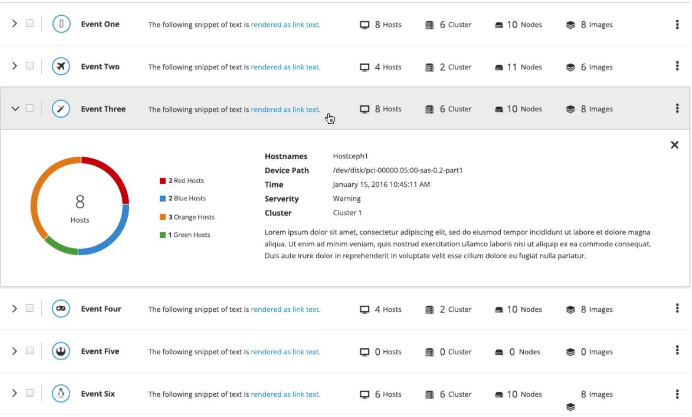 Event One The following snippet of text is rendered as link text. 8 Hosts 6 Cluster 10 Nodes 8 Images
Event Two The following snippet of text is rendered as link text. 4 Hosts 2 Cluster 11 Nodes 6 Images
Event Three The following snippet of text is rendered as link text. 8 Hosts 6 Cluster 10 Nodes 8 Images
8
Hosts
2 Red Hosts
2 Blue Hosts
3 Orange Hosts
1 Green Hosts
Hostnames Hostceph1
Device Path /dev/disk/pci-00000.05:00-sas-0.2-part1
Time January 15, 2016 10:45:11 AM
Serverity Warning
Cluster Cluster 1
Lorem ipsum dolor sit amet, consectetur adipiscing elit, sed do eiusmod tempor incididunt ut labore et dolore magna
aliqua. Ut enim ad minim veniam, quis nostrud exercitation ullamco laboris nisi ut aliquip ex ea commodo consequat.
Duis aute irure dolor in reprehenderit in voluptate velit esse cillum dolore eu fugiat nulla pariatur.
Event Four The following snippet of text is rendered as link text. 4 Hosts 2 Cluster 10 Nodes 8 Images
Event Five The following snippet of text is rendered as link text. 0 Hosts 0 Cluster 0 Nodes 0 Images
Event Six The following snippet of text is rendered as link text. 6 Hosts 6 Cluster 10 Nodes 8 Images